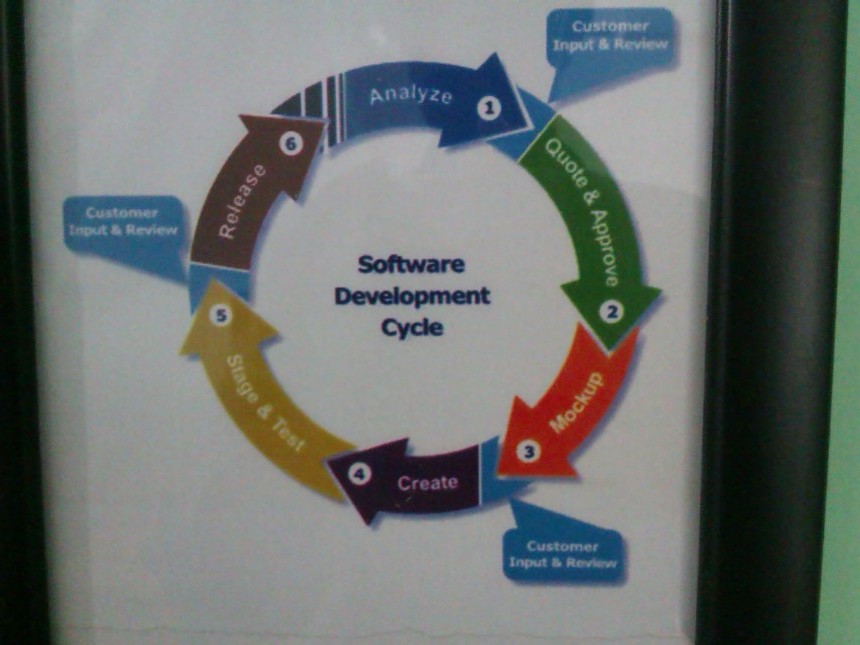 Customer
Input & Review
Analyze
1
Quote & Approve
2
Mockup
3
Customer
Input & Review
Create
4
Stage & Test
5
Customer
Input & Review
Release
6
Software
Development
Cycle